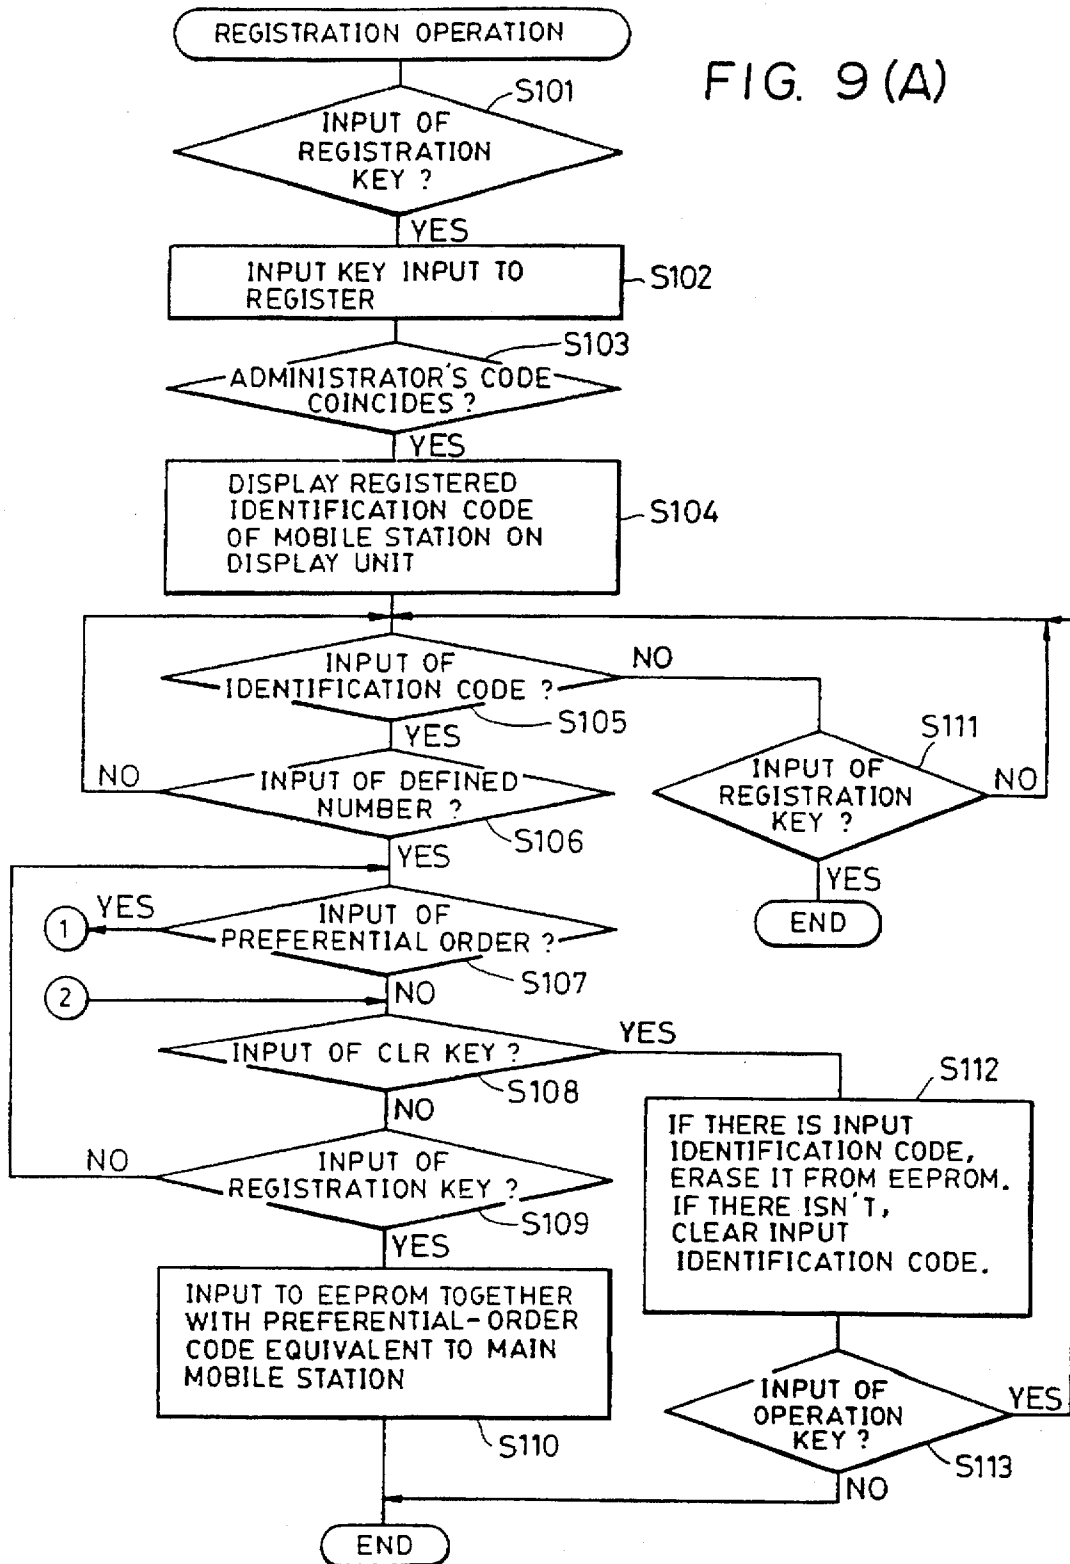 REGISTRATION OPERATION
FIG. 9 (A)
S101
INPUT OF
REGISTRATION
KEY ?
YES
INPUT KEY INPUT TO
REGISTER
S102
S103
ADMINISTRATOR'S CODE
COINCIDES ?
YES
DISPLAY REGISTERED
IDENTIFICATION CODE
OF MOBILE STATION ON
DISPLAY UNIT
S104
INPUT OF
IDENTIFICATION CODE ?
NO
S105
YES
S111
INPUT OF
REGISTRATION
KEY ?
NO
YES
END
NO
INPUT OF DEFINED
NUMBER ?
S106
YES
YES
1
INPUT OF
PREFERENTIAL ORDER ?
S107
NO
2
INPUT OF CLR KEY ?
YES
S108
NO
S112
IF THERE IS INPUT
IDENTIFICATION CODE,
ERASE IT FROM EEPROM.
IF THERE ISN'T,
CLEAR INPUT
IDENTIFICATION CODE.
NO
INPUT OF
REGISTRATION KEY ?
S109
YES
INPUT TO EEPROM TOGETHER
WITH PREFERENTIAL-ORDER
CODE EQUIVALENT TO MAIN
MOBILE STATION
S110
INPUT OF
OPERATION
KEY ?
YES
S113
NO
END